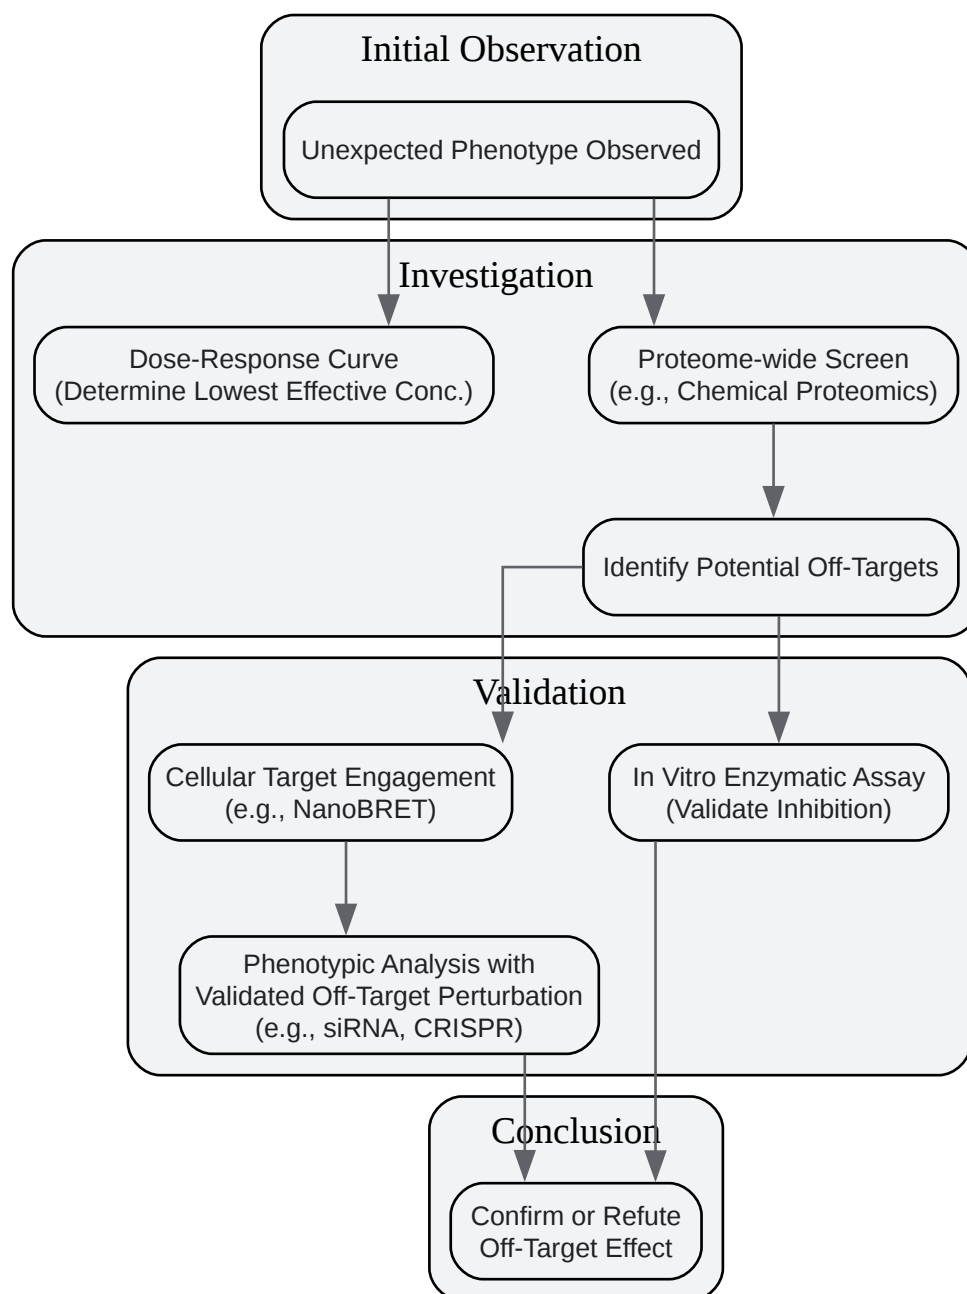 Initial Observation
Unexpected Phenotype Observed
Investigation
Dose-Response Curve
(Determine Lowest Effective Conc.)
Proteome-wide Screen
(e.g., Chemical Proteomics)
Identify Potential Off-Targets
Validation
Cellular Target Engagement
(e.g., NanoBRET)
In Vitro Enzymatic Assay
(Validate Inhibition)
Phenotypic Analysis with
Validated Off-Target Perturbation
(e.g., siRNA, CRISPR)
Conclusion
Confirm or Refute
Off-Target Effect